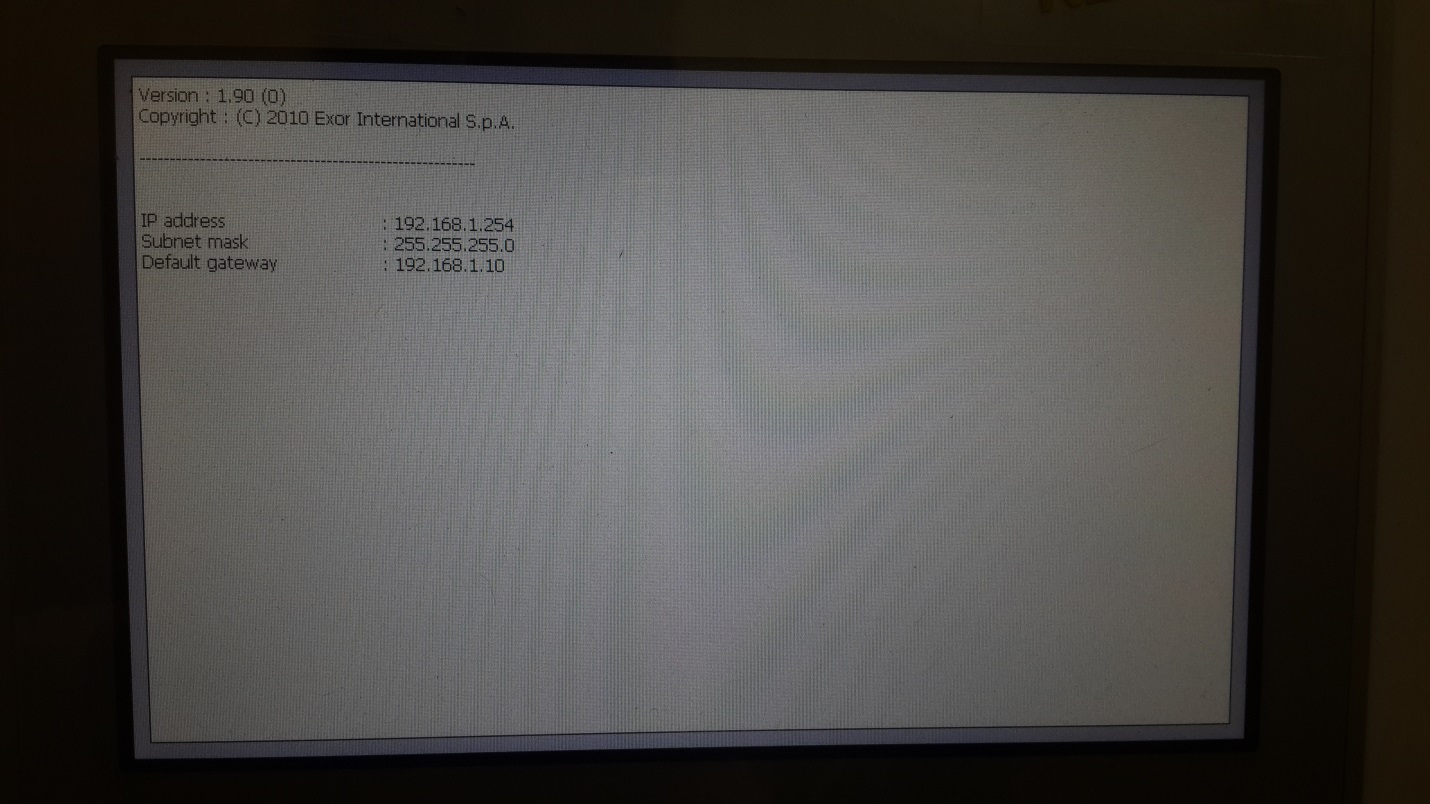 Version : 1.90 (0)
Copyright : (C) 2010 Exor International S.p.A.
--------------------------------------------------------
IP address : 192.168.1.254
Subnet mask : 255.255.255.0
Default gateway : 192.168.1.10